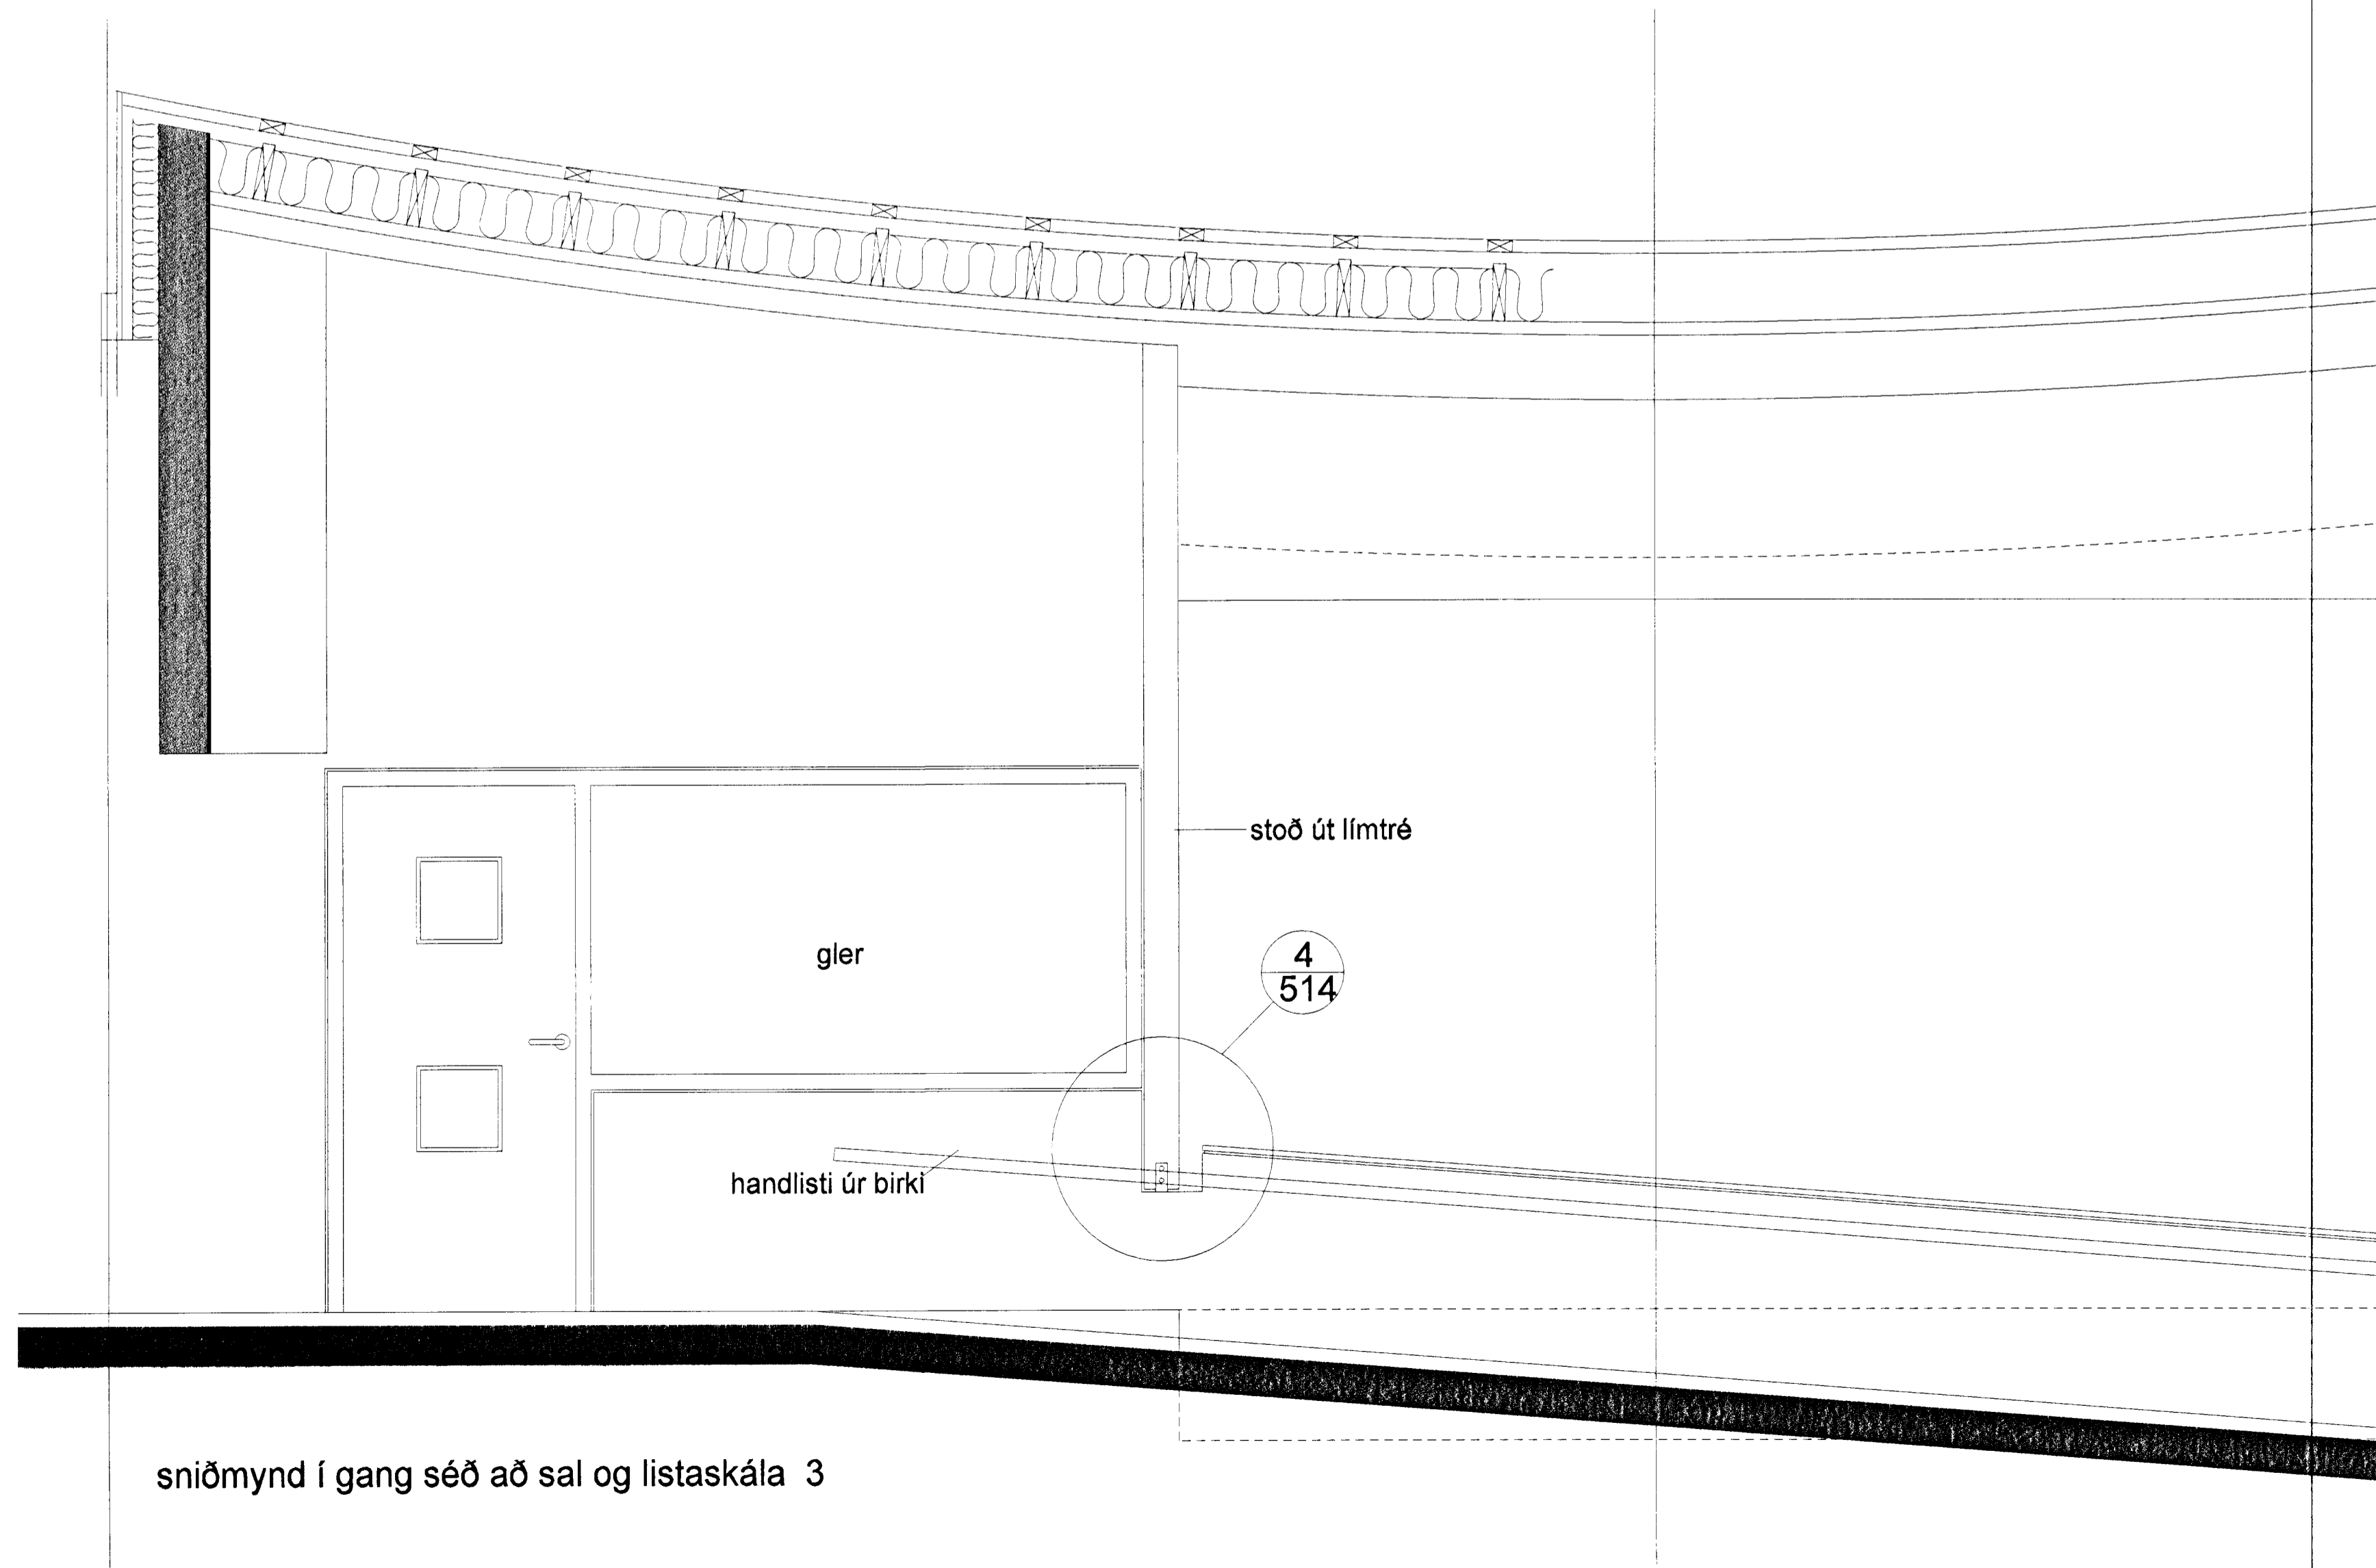 stoð út límtré
gler
4
514
handlisti úr birki
sniðmynd í gang séð að sal og listaskála 3